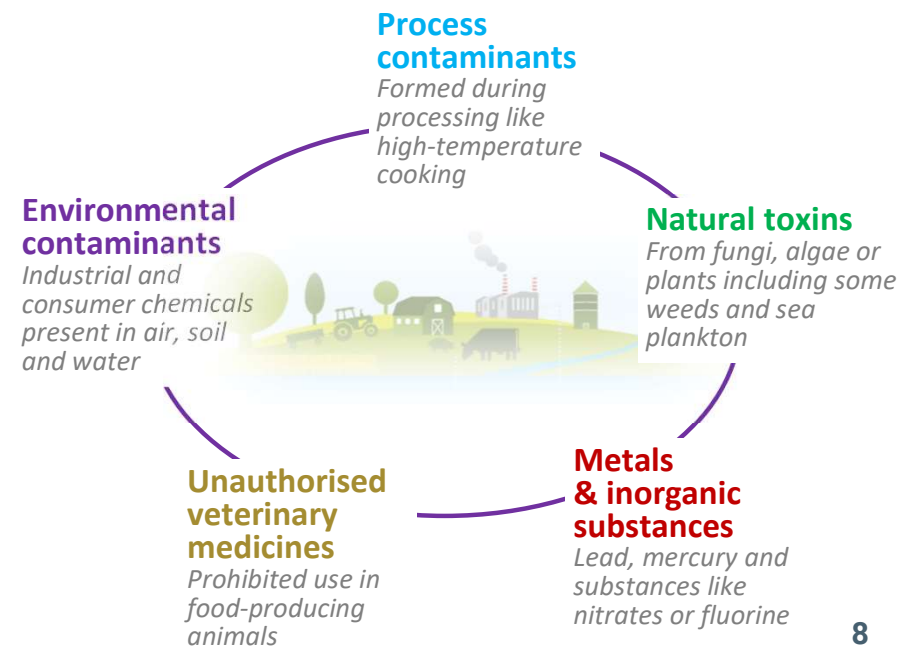 Process
contaminants
Formed during
processing like
high-temperature
cooking
Natural toxins
From fungi, algae or
plants including some
weeds and sea
plankton
Metals
& inorganic
substances
Lead, mercury and
substances like
nitrates or fluorine
Unauthorised
veterinary
medicines
Prohibited use in
food-producing
animals
Environmental
contaminants
Industrial and
consumer chemicals
present in air, soil
and water
8